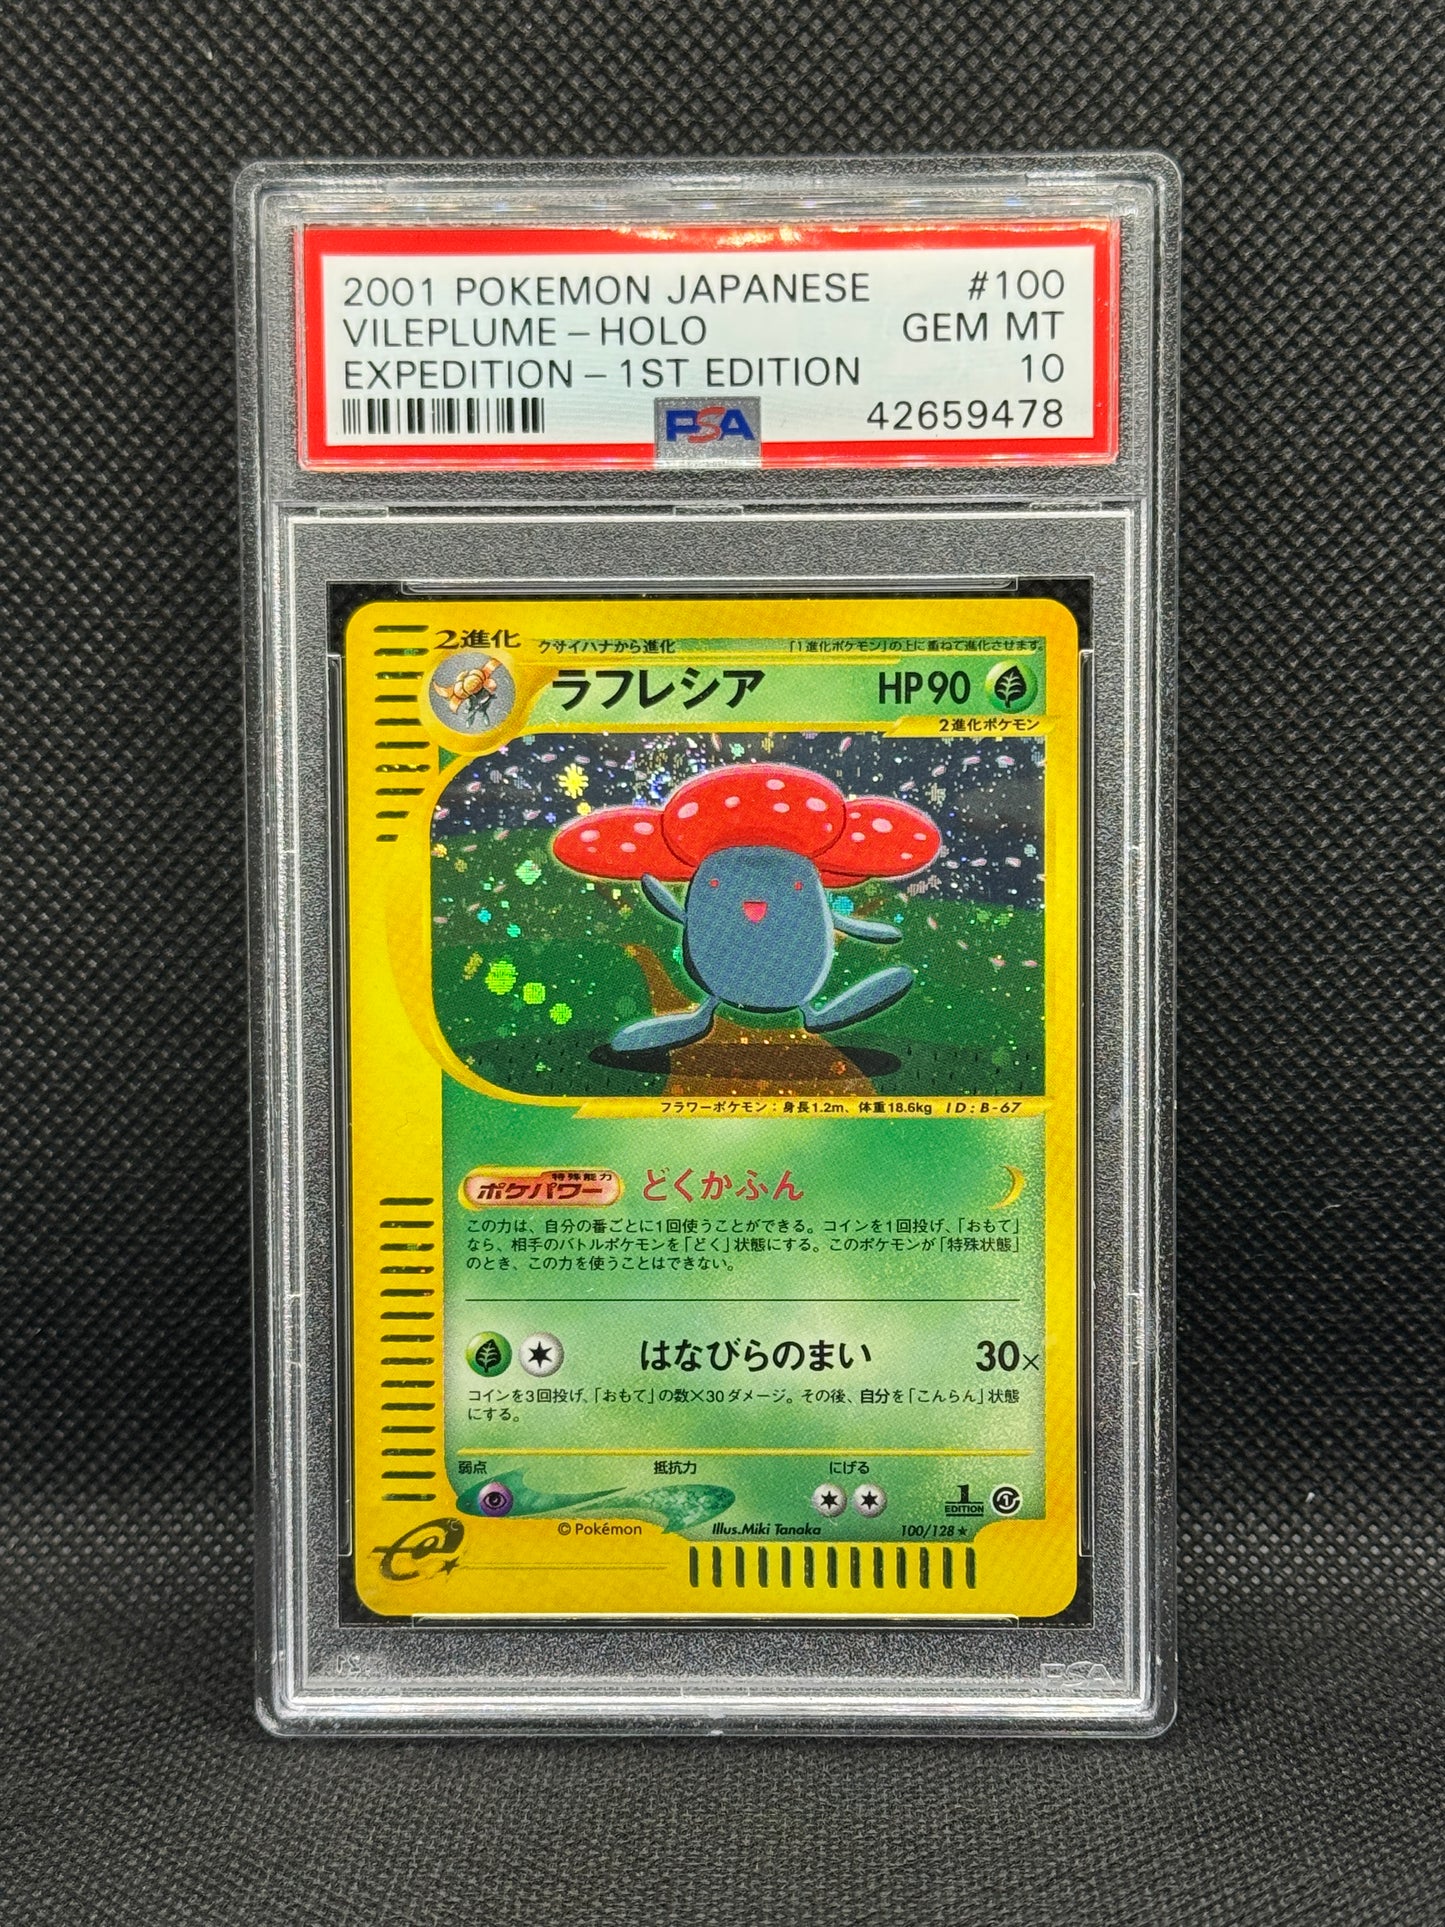 2001 POKEMON JAPANESE #100
VILEPLUME - HOLO GEM MT
EXPEDITION - 1ST EDITION 10
PSA 42659478
2進化 クサイハナから進化 「1進化ポケモン」の上に重ねて進化させます。
ラフレシア HP90
2進化ポケモン
フラワーポケモン:身長1.2m、体重18.6kg ID:B-67
特殊能力
ポケパワー どくかふん
この力は、自分の番ごとに1回使うことができる。コインを1回投げ、「おもて」
なら、相手のバトルポケモンを「どく」状態にする。このポケモンが「特殊状態」
のとき、この力を使うことはできない。
はなびらのまい 30×
コインを3回投げ、「おもて」の数×30ダメージ。その後、自分を「こんらん」状態
にする。
弱点 抵抗力 にげる
1 EDITION
© Pokémon Illus.Miki Tanaka 100/128★
e
PSA